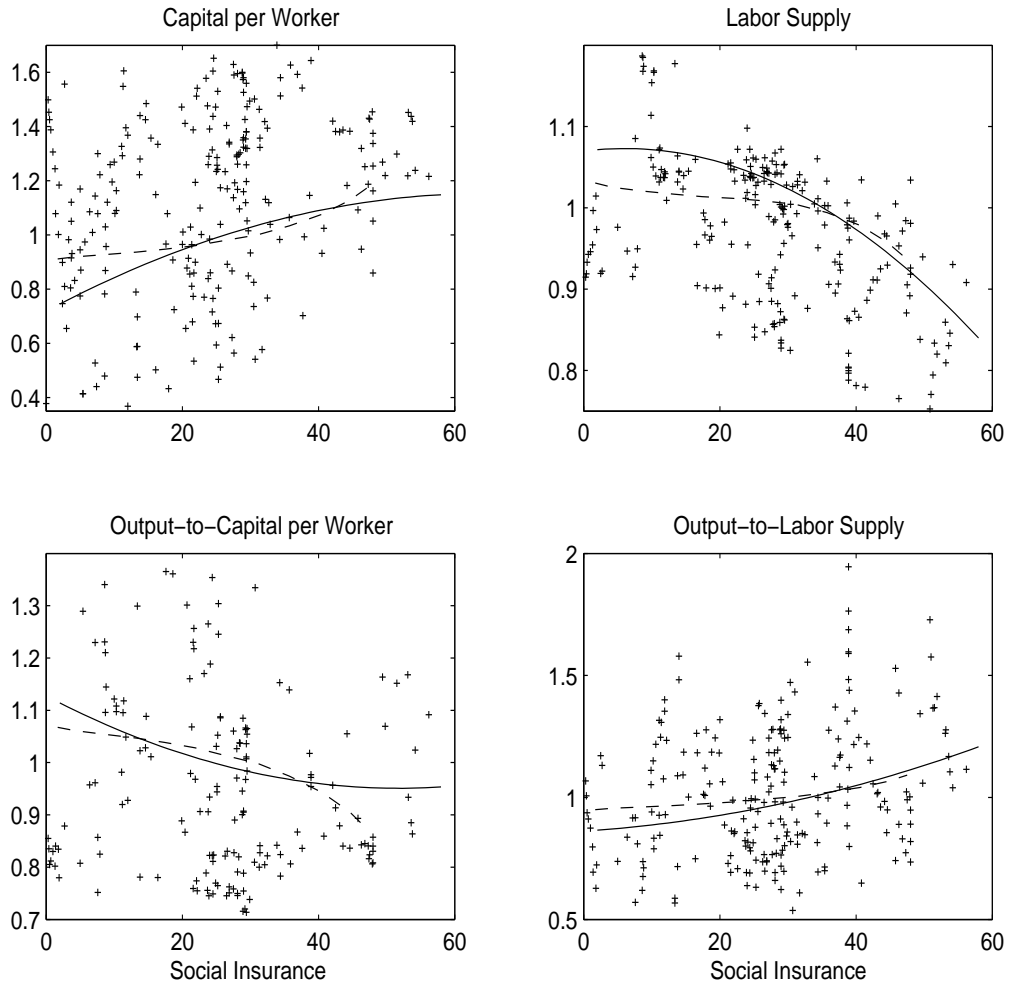 Capital per Worker
1.6
1.4
1.2
1
0.8
0.6
0.4
0 20 40 60
Labor Supply
1.1
1
0.9
0.8
0 20 40 60
Output−to−Capital per Worker
1.3
1.2
1.1
1
0.9
0.8
0.7
0 20 40 60
Social Insurance
Output−to−Labor Supply
2
1.5
1
0.5
0 20 40 60
Social Insurance